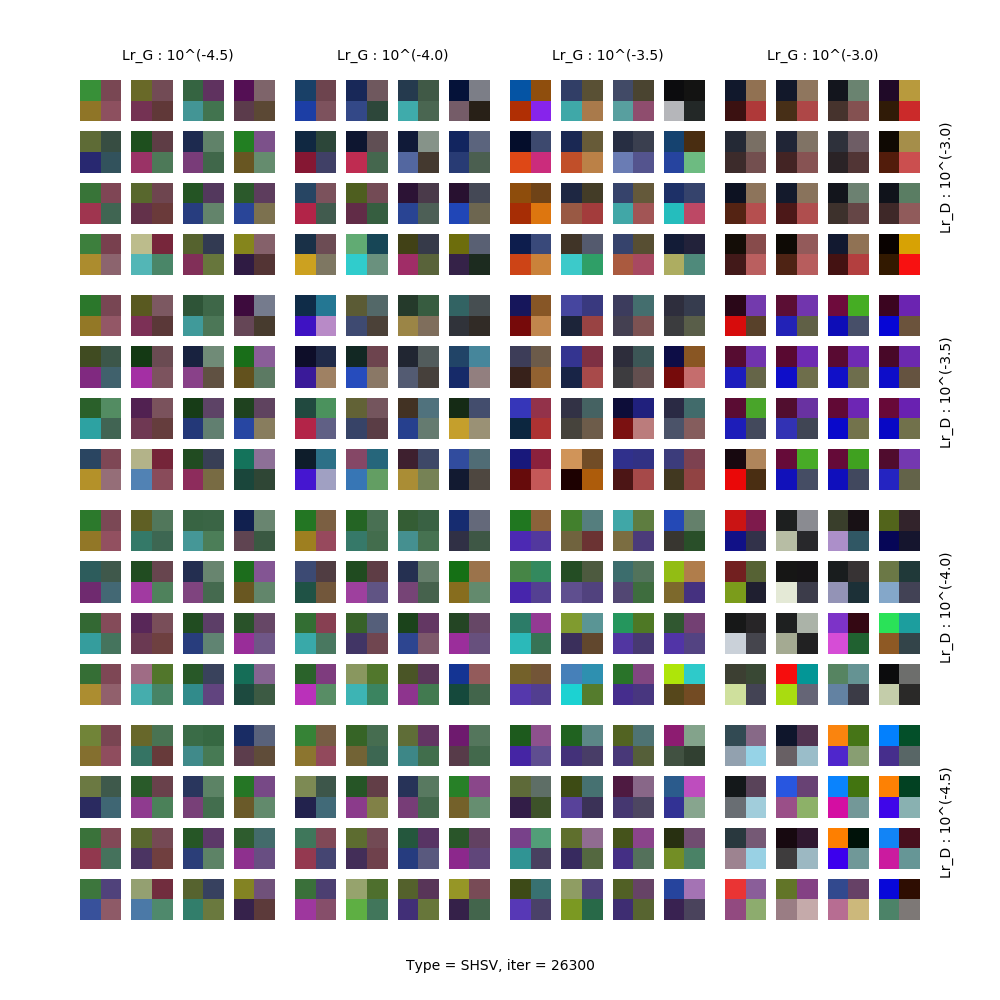 Lr_G : 10^(-4.5)
Lr_G : 10^(-4.0)
Lr_G : 10^(-3.5)
Lr_G : 10^(-3.0)
Lr_D : 10^(-3.0)
Lr_D : 10^(-3.5)
Lr_D : 10^(-4.0)
Lr_D : 10^(-4.5)
Type = SHSV, iter = 26300